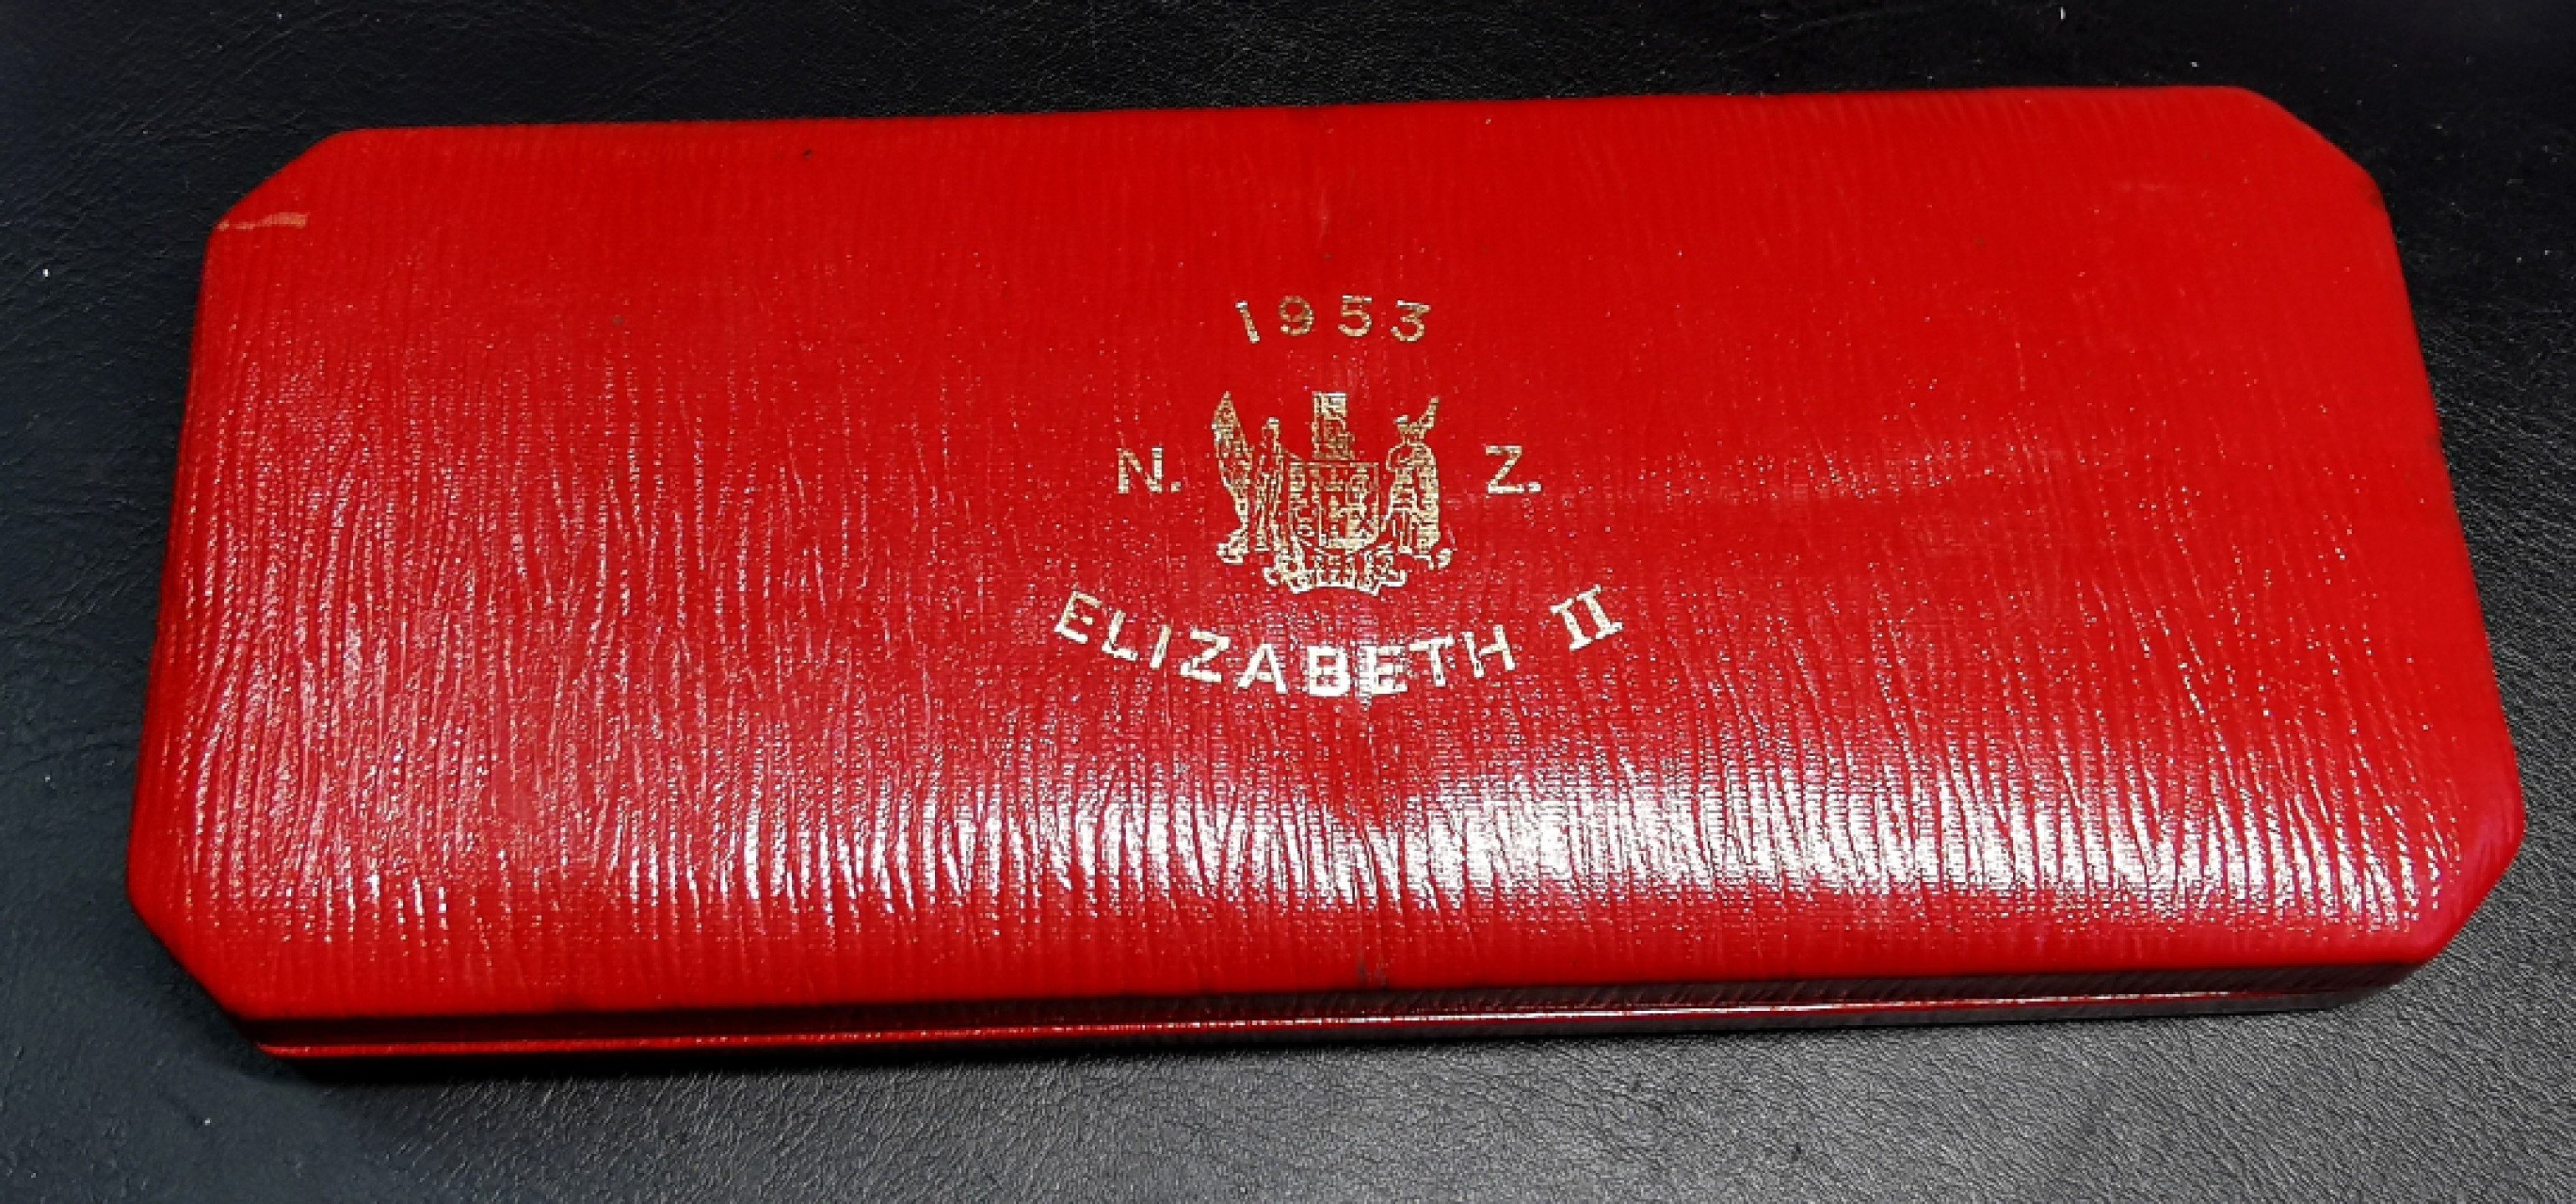 1953
N. Z.
ELIZABETH II